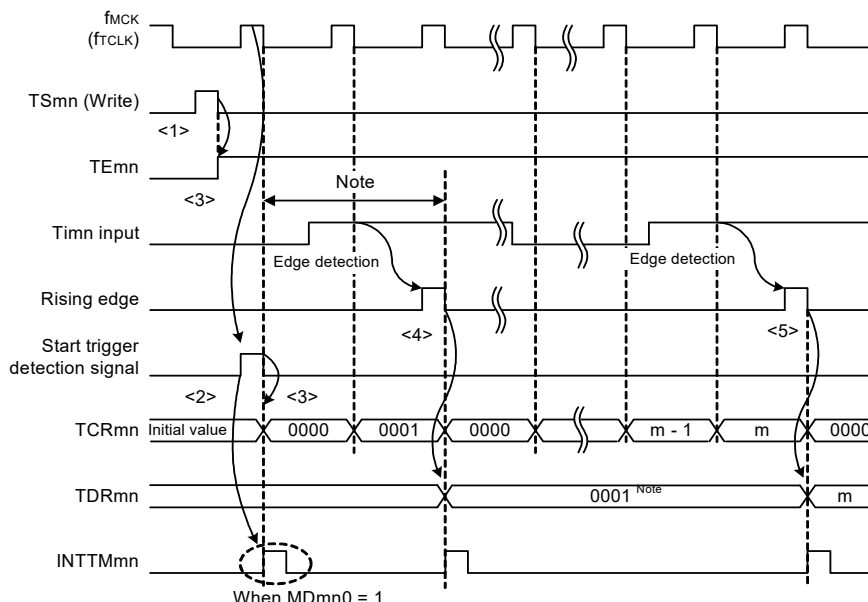 fMCK
(fTCLK)
TSmn (Write)
<1>
TEmn
<3>
Note
TImn input
Edge detection
Edge detection
Rising edge
<4>
<5>
Start trigger
detection signal
<2>
<3>
TCRmn
Initial value
0000
0001
0000
m - 1
m
0000
TDRmn
0001 Note
m
INTTMmn
When MDmn0 = 1